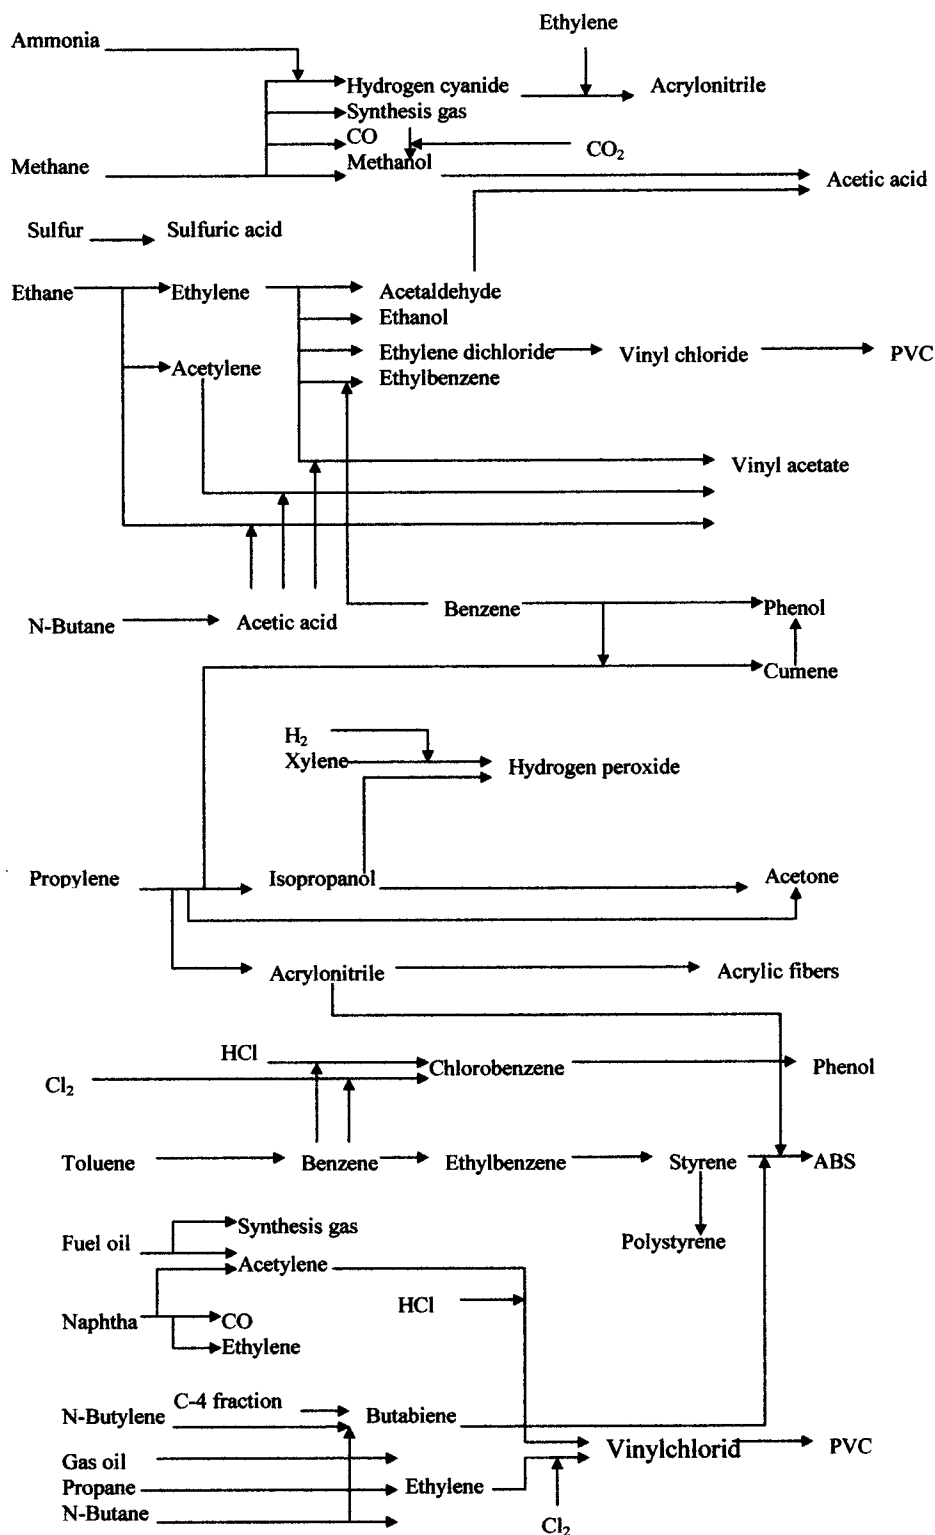 Ethylene
Ammonia
Hydrogen cyanide
Acrylonitrile
Synthesis gas
CO
CO2
Methane
Methanol
Acetic acid
Sulfur
Sulfuric acid
Ethane
Ethylene
Acetaldehyde
Ethanol
Ethylene dichloride
Vinyl chloride
PVC
Acetylene
Ethylbenzene
Vinyl acetate
N-Butane
Acetic acid
Benzene
Phenol
Cumene
H2
Xylene
Hydrogen peroxide
Propylene
Isopropanol
Acetone
Acrylonitrile
Acrylic fibers
HCl
Chlorobenzene
Phenol
Cl2
Toluene
Benzene
Ethylbenzene
Styrene
ABS
Polystyrene
Fuel oil
Synthesis gas
Acetylene
HCl
Naphtha
CO
Ethylene
C-4 fraction
N-Butylene
Butabiene
Vinylchlorid
PVC
Gas oil
Propane
Ethylene
N-Butane
Cl2